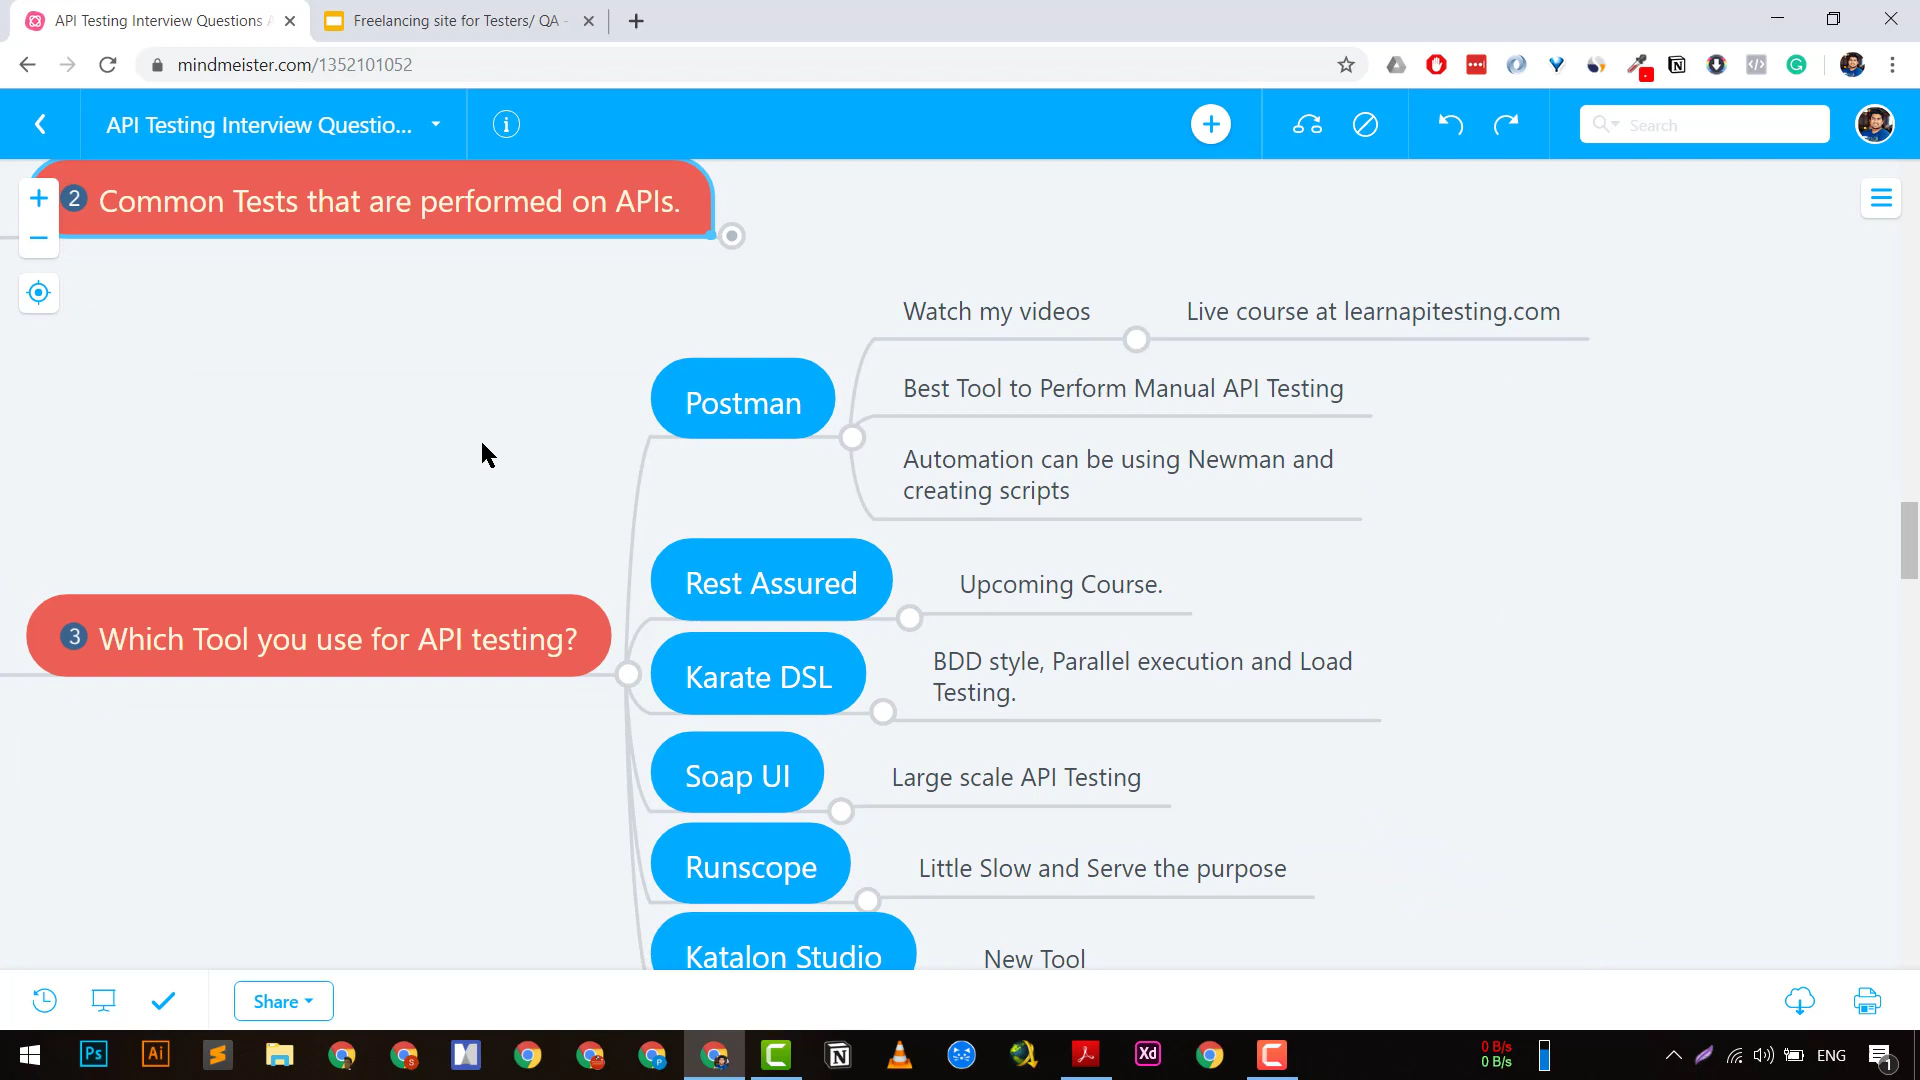 API Testing Interview Questions A
Freelancing site for Testers/ QA -
mindmeister.com/1352101052
API Testing Interview Questio...
Search
2 Common Tests that are performed on APIs.
Watch my videos
Live course at learnapitesting.com
Postman
Best Tool to Perform Manual API Testing
Automation can be using Newman and
creating scripts
Rest Assured
Upcoming Course.
3 Which Tool you use for API testing?
Karate DSL
BDD style, Parallel execution and Load
Testing.
Soap UI
Large scale API Testing
Runscope
Little Slow and Serve the purpose
Katalon Studio
New Tool
Share
Ps
Ai
Xd
0 B/s
0 B/s
ENG
1